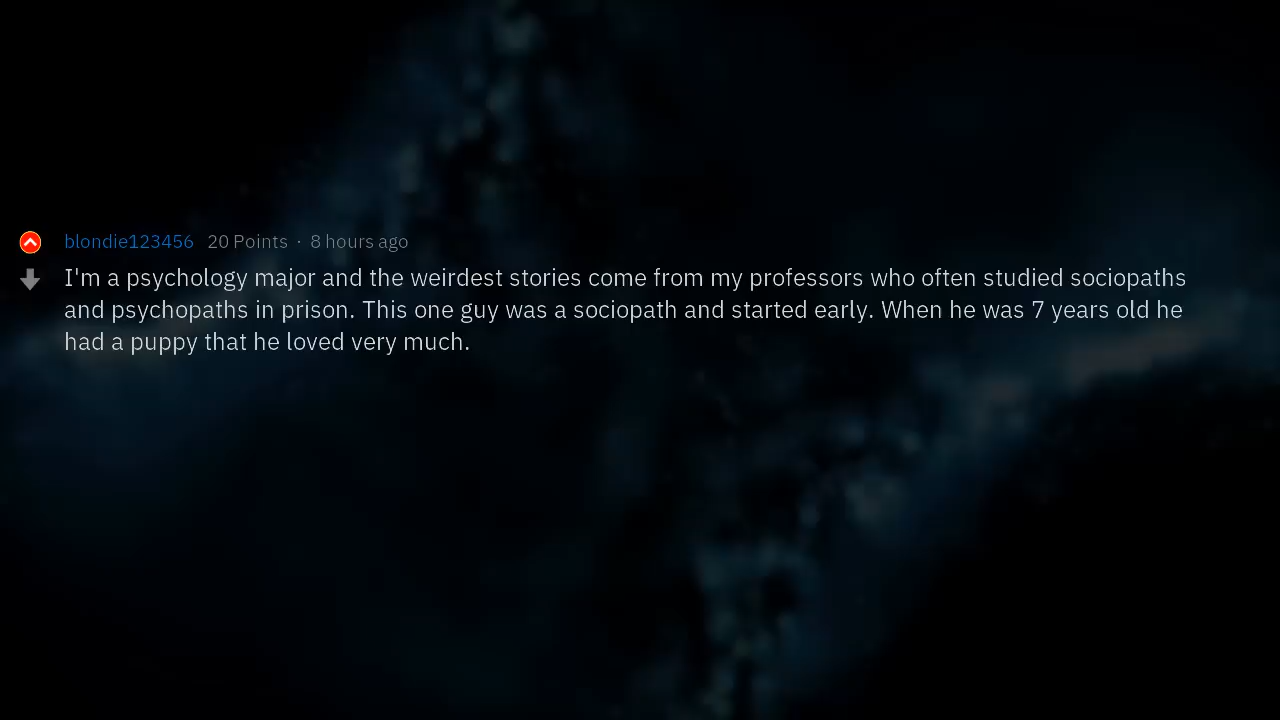 blondie123456 20 Points · 8 hours ago
I'm a psychology major and the weirdest stories come from my professors who often studied sociopaths
and psychopaths in prison. This one guy was a sociopath and started early. When he was 7 years old he
had a puppy that he loved very much.